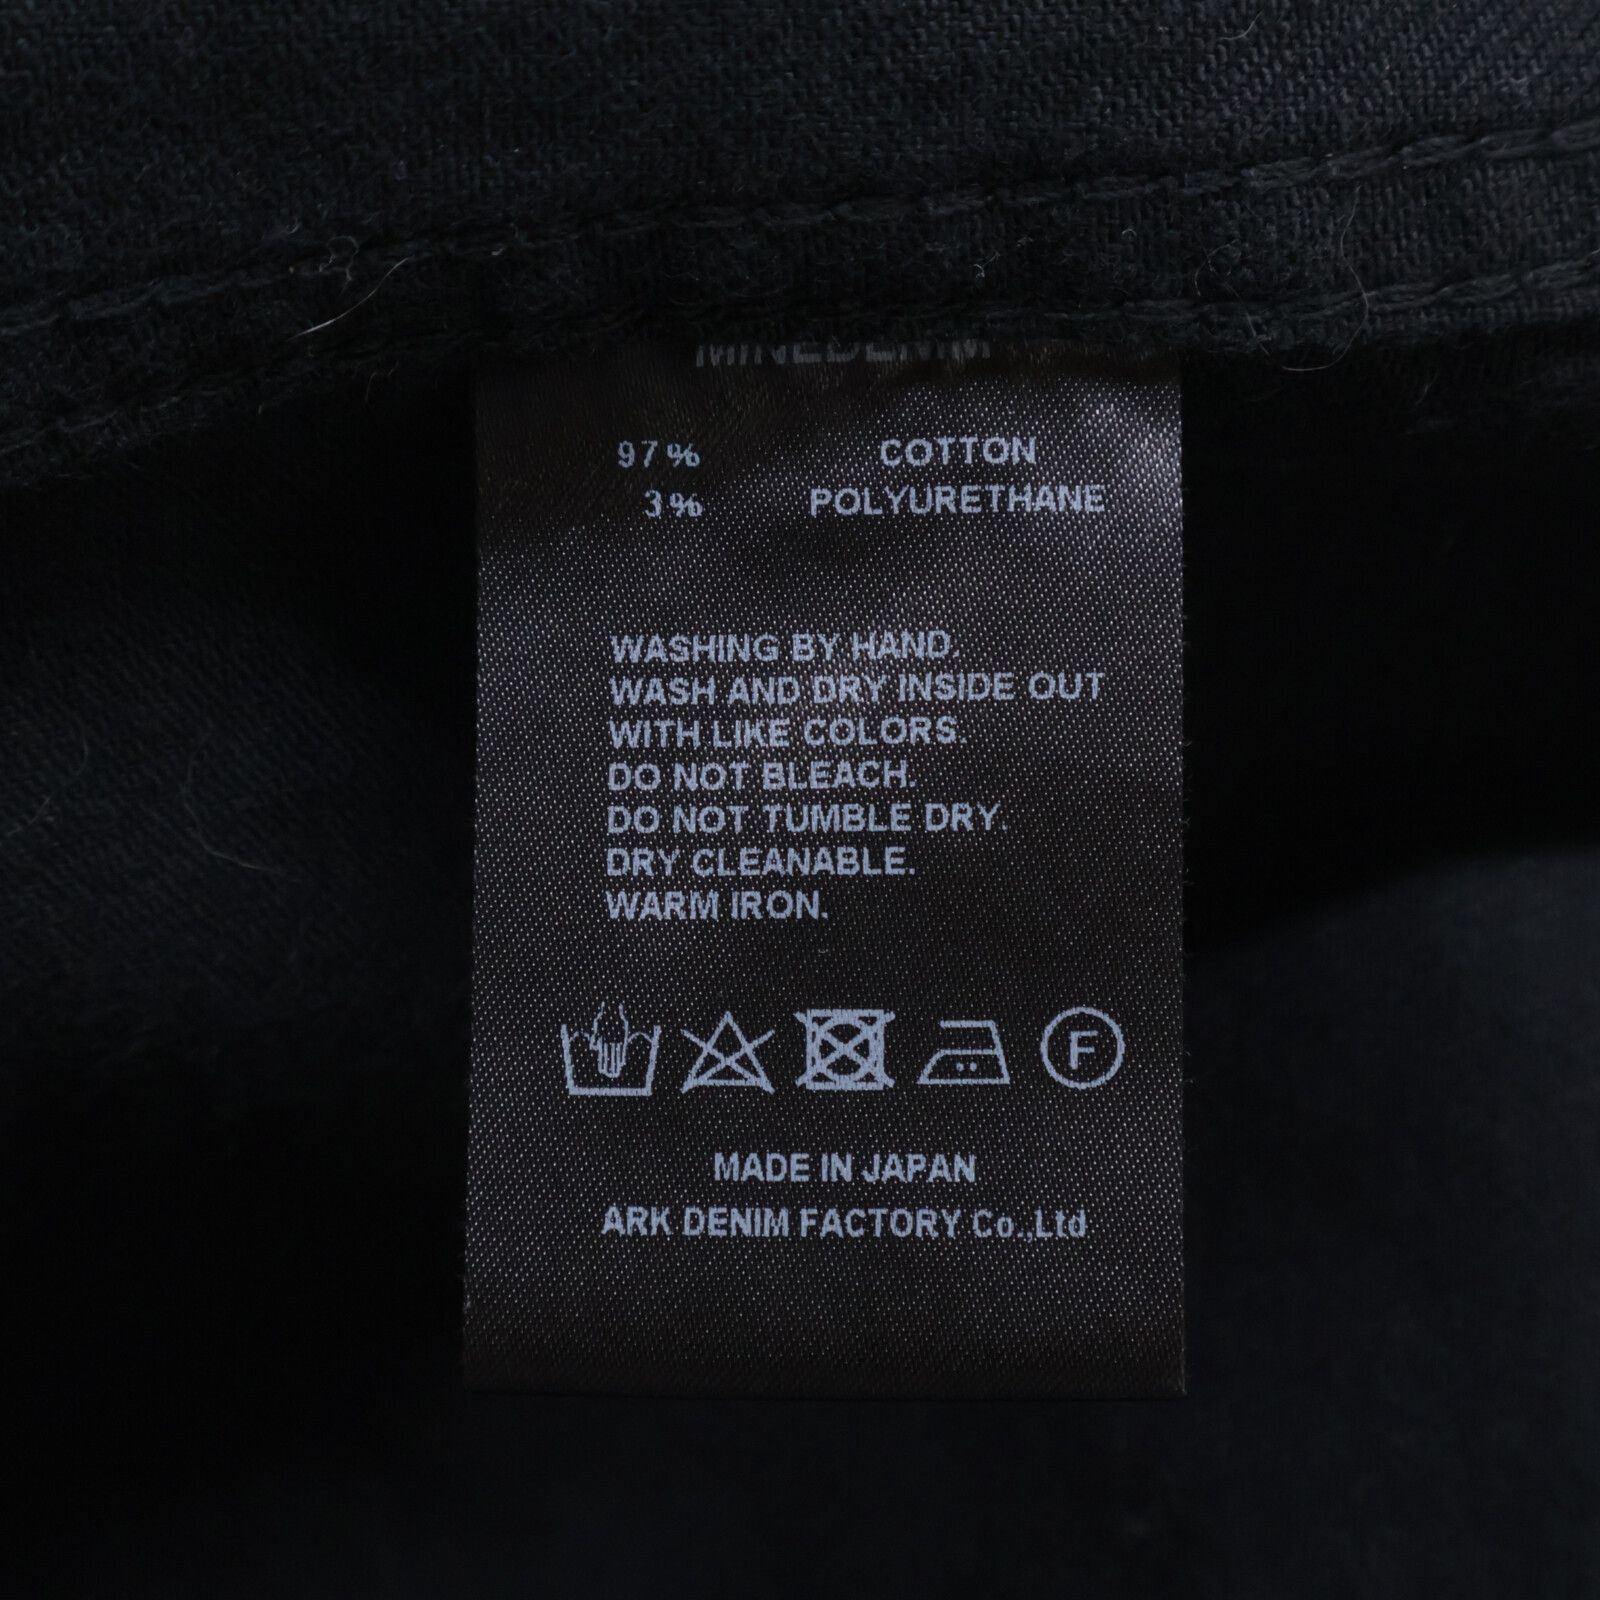 MINEDENIM
97% COTTON
3% POLYURETHANE
WASHING BY HAND.
WASH AND DRY INSIDE OUT
WITH LIKE COLORS.
DO NOT BLEACH.
DO NOT TUMBLE DRY.
DRY CLEANABLE.
WARM IRON.
F
MADE IN JAPAN
ARK DENIM FACTORY Co.,Ltd